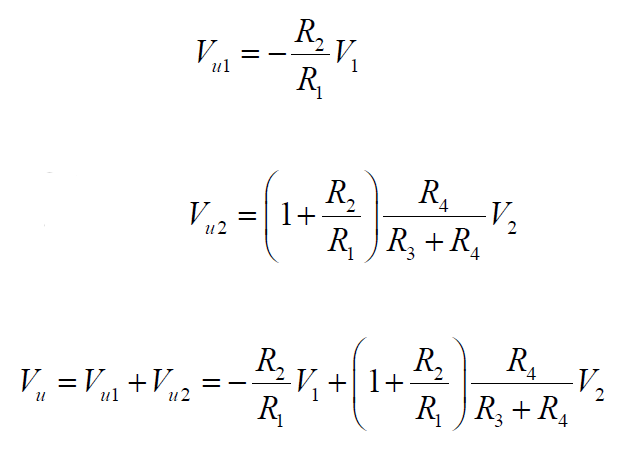 V_{u1} = -\frac{R_2}{R_1} V_1
V_{u2} = \left(1 + \frac{R_2}{R_1}\right) \frac{R_4}{R_3 + R_4} V_2
V_u = V_{u1} + V_{u2} = -\frac{R_2}{R_1} V_1 + \left(1 + \frac{R_2}{R_1}\right) \frac{R_4}{R_3 + R_4} V_2